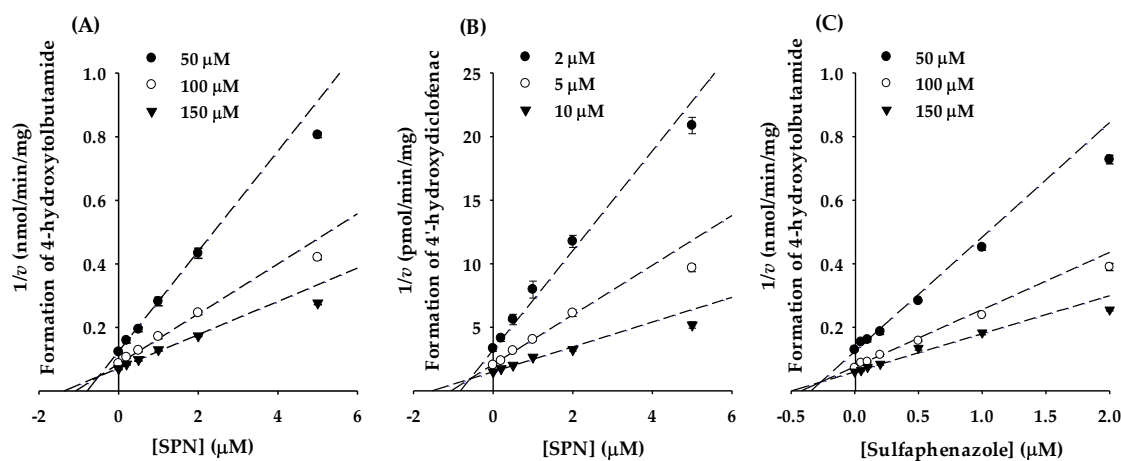 (A)
50 μM
100 μM
150 μM
1/v (nmol/min/mg)
Formation of 4-hydroxytolbutamide
1.0
0.8
0.6
0.4
0.2
-2
0
2
4
6
[SPN] (μM)
(B)
2 μM
5 μM
10 μM
1/v (pmol/min/mg)
Formation of 4'-hydroxydiclofenac
25
20
15
10
5
-2
0
2
4
6
[SPN] (μM)
(C)
50 μM
100 μM
150 μM
1/v (nmol/min/mg)
Formation of 4-hydroxytolbutamide
1.0
0.8
0.6
0.4
0.2
-0.5
0.0
0.5
1.0
1.5
2.0
[Sulfaphenazole] (μM)